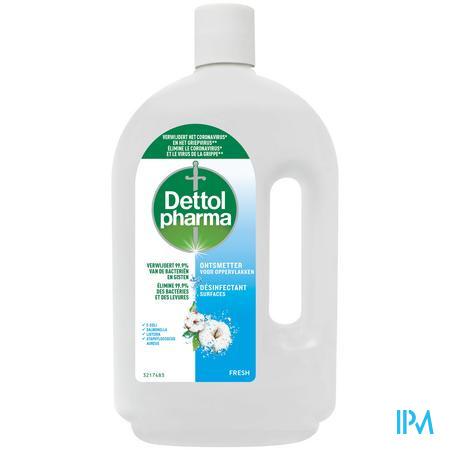 VERWIJDERT HET CORONAVIRUS*
EN HET GRIEPVIRUS**
ÉLIMINE LE CORONAVIRUS*
ET LE VIRUS DE LA GRIPPE**
Dettol
pharma
VERWIJDERT 99.9%
VAN DE BACTERIËN
EN GISTEN
ÉLIMINE 99.9%
DES BACTÉRIES
ET DES LEVURES
ONTSMETTER
VOOR OPPERVLAKKEN
DÉSINFECTANT
SURFACES
✓ E-COLI
✓ SALMONELLA
✓ LISTERIA
✓ STAPHYLOCOCCUS
AUREUS
3217483
FRESH
IPM